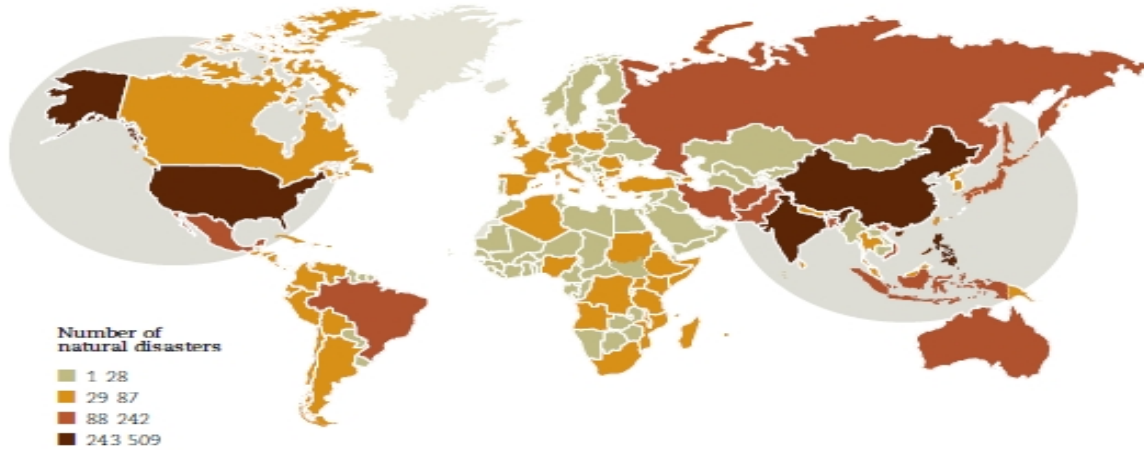 Number of
natural disasters
1 28
29 87
88 242
243 509